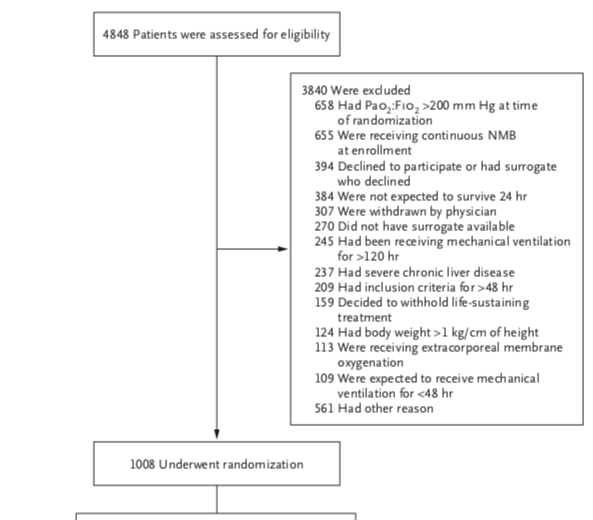 4848 Patients were assessed for eligibility
3840 Were excluded
658 Had Pao₂:Fio₂ >200 mm Hg at time
of randomization
655 Were receiving continuous NMB
at enrollment
394 Declined to participate or had surrogate
who declined
384 Were not expected to survive 24 hr
307 Were withdrawn by physician
270 Did not have surrogate available
245 Had been receiving mechanical ventilation
for >120 hr
237 Had severe chronic liver disease
209 Had inclusion criteria for >48 hr
159 Decided to withhold life-sustaining
treatment
124 Had body weight >1 kg/cm of height
113 Were receiving extracorporeal membrane
oxygenation
109 Were expected to receive mechanical
ventilation for <48 hr
561 Had other reason
1008 Underwent randomization